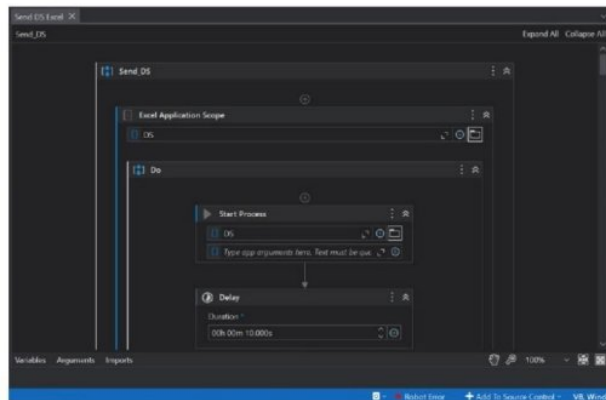 Send DS Excel
Send_DS
Expand All Collapse All
Send_DS
Excel Application Scope
DS
Do
Start Process
DS
Type app arguments here. Text must be quo
Delay
Duration *
00h 00m 10.000s
Variables Arguments Imports
100%
Robot Error
Add To Source Control
VB, Wind